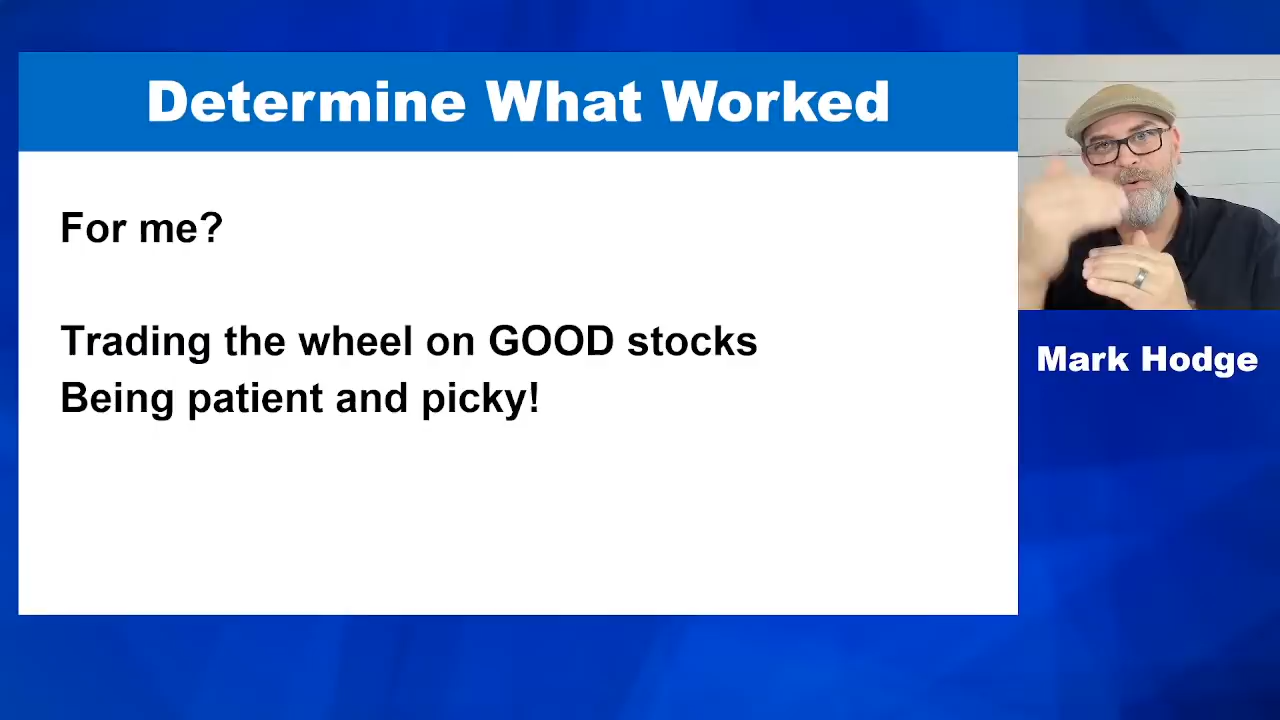 Determine What Worked
For me?
Trading the wheel on GOOD stocks
Being patient and picky!
Mark Hodge